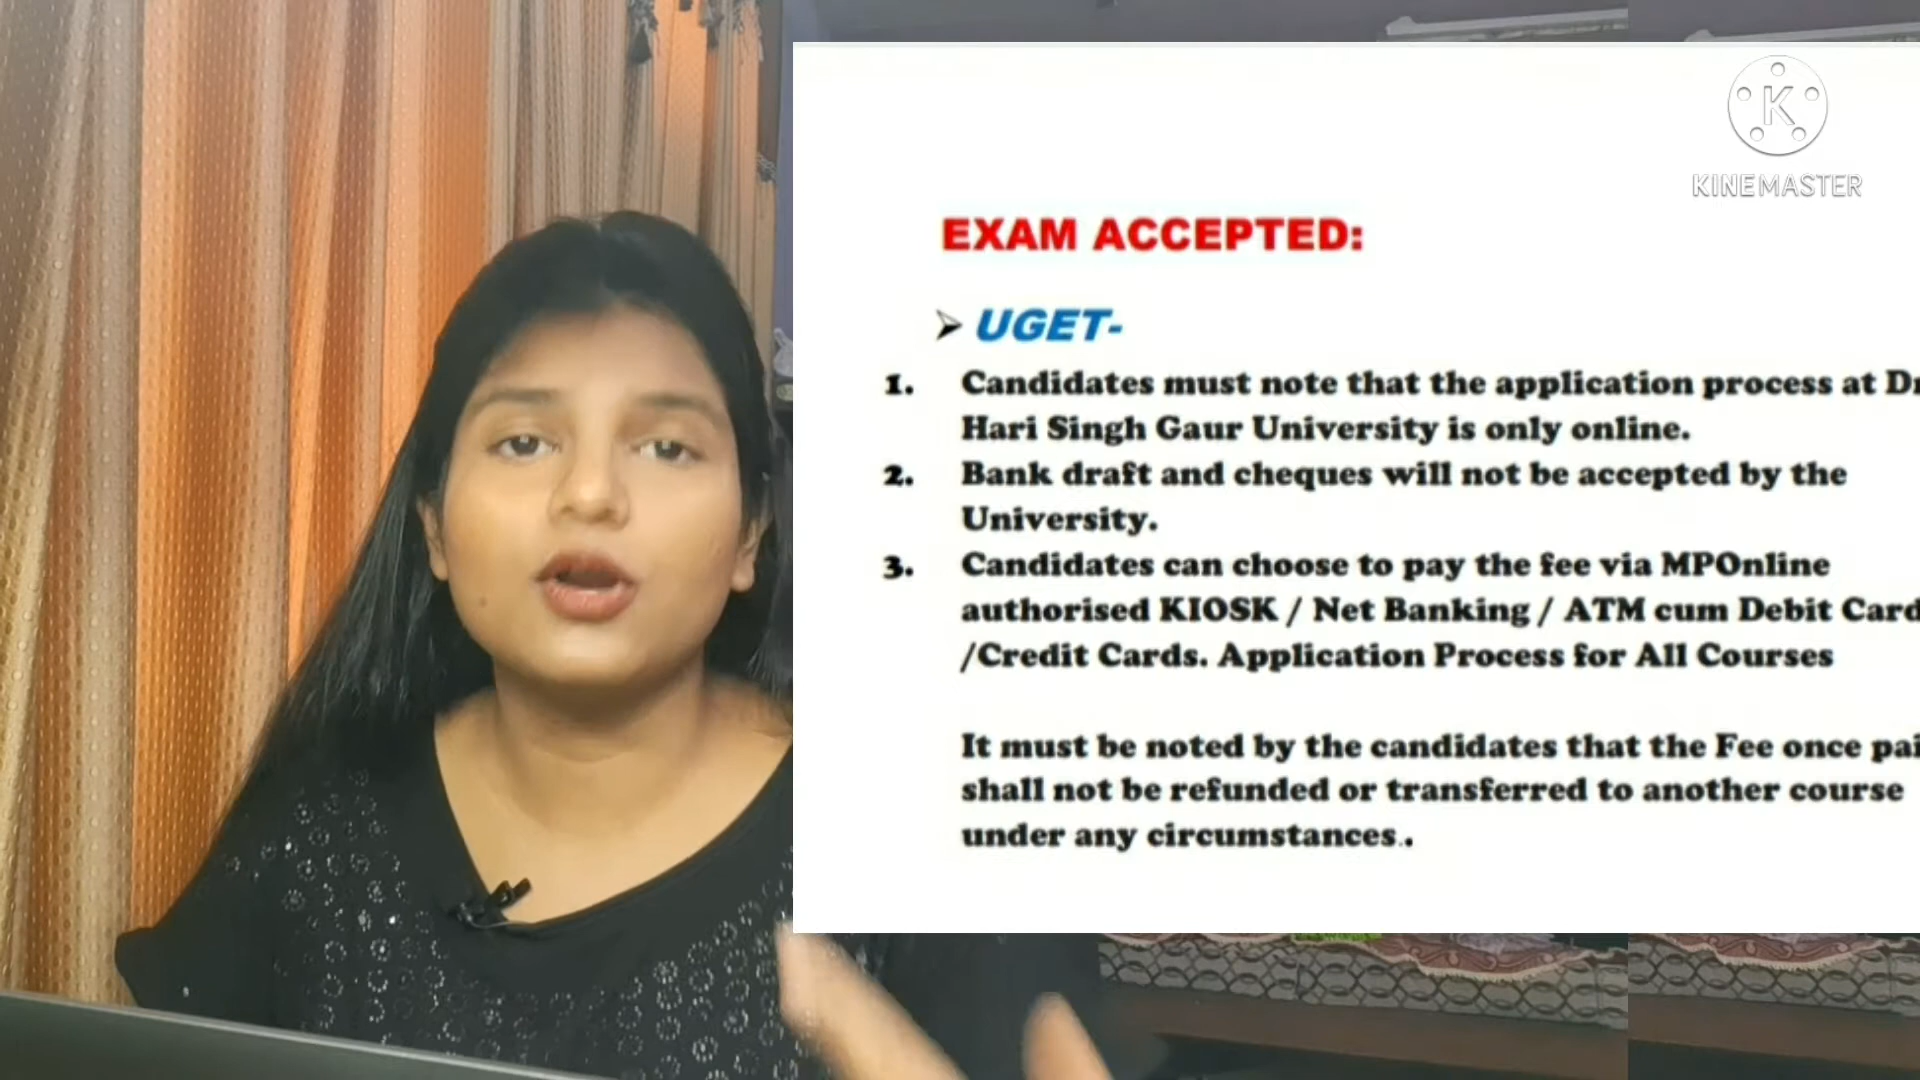 KINEMASTER
EXAM ACCEPTED:
UGET-
1. Candidates must note that the application process at D
Hari Singh Gaur University is only online.
2. Bank draft and cheques will not be accepted by the
University.
3. Candidates can choose to pay the fee via MPOnline
authorised KIOSK / Net Banking / ATM cum Debit Card
/Credit Cards. Application Process for All Courses
It must be noted by the candidates that the Fee once pai
shall not be refunded or transferred to another course
under any circumstances..